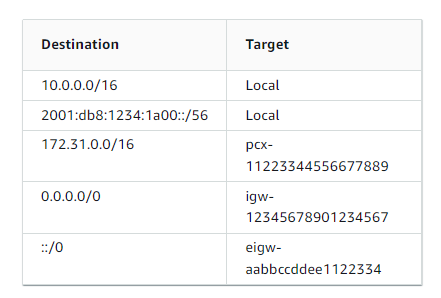 Destination Target
10.0.0.0/16 Local
2001:db8:1234:1a00::/56 Local
172.31.0.0/16 pcx-
11223344556677889
0.0.0.0/0 igw-
12345678901234567
::/0 eigw-
aabbccddee1122334